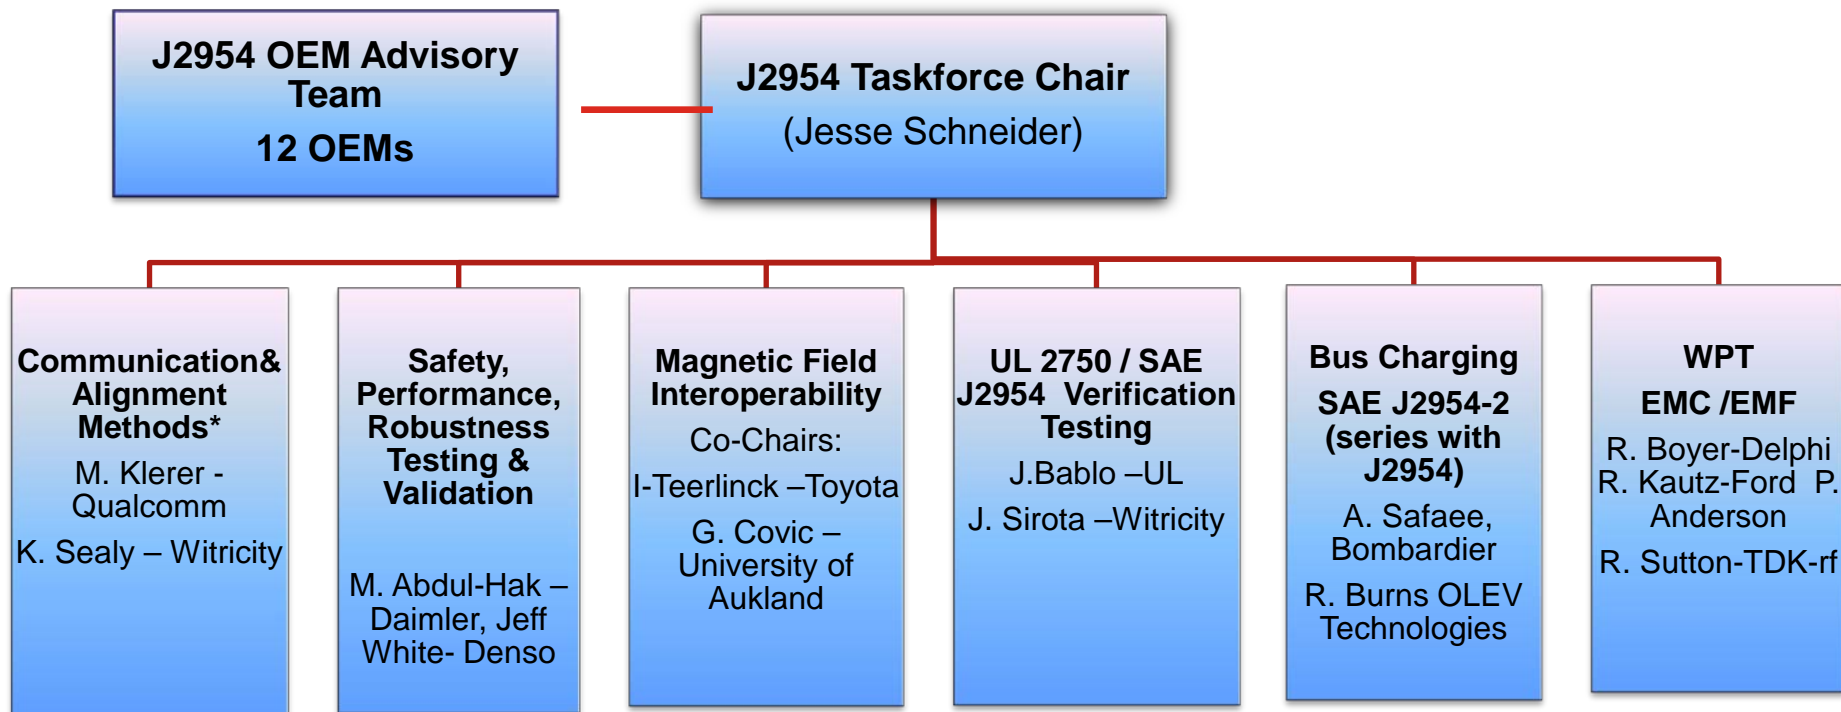 J2954 OEM Advisory
Team
12 OEMs
J2954 Taskforce Chair
(Jesse Schneider)
Communication&
Alignment
Methods*
M. Klerer -
Qualcomm
K. Sealy – Witricity
Safety,
Performance,
Robustness
Testing &
Validation
M. Abdul-Hak –
Daimler, Jeff
White- Denso
Magnetic Field
Interoperability
Co-Chairs:
I-Teerlinck –Toyota
G. Covic –
University of
Aukland
UL 2750 / SAE
J2954 Verification
Testing
J.Bablo –UL
J. Sirota –Witricity
Bus Charging
SAE J2954-2
(series with
J2954)
A. Safaee,
Bombardier
R. Burns OLEV
Technologies
WPT
EMC /EMF
R. Boyer-Delphi
R. Kautz-Ford P.
Anderson
R. Sutton-TDK-rf